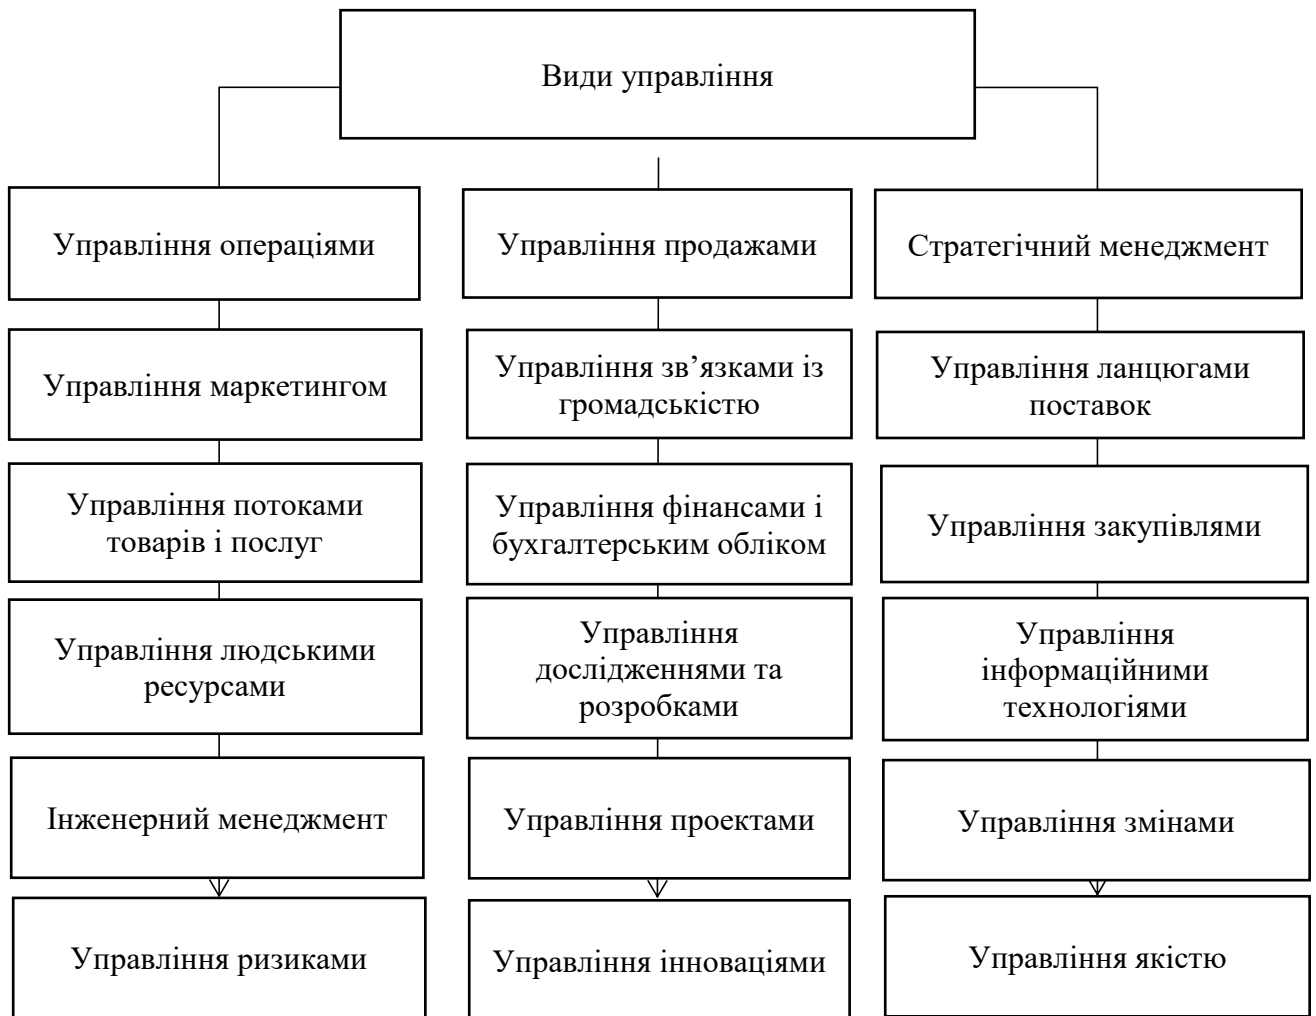 Види управління
Управління операціями
Управління продажами
Стратегічний менеджмент
Управління маркетингом
Управління зв’язками із
громадськістю
Управління ланцюгами
поставок
Управління потоками
товарів і послуг
Управління фінансами і
бухгалтерським обліком
Управління закупівлями
Управління людськими
ресурсами
Управління
дослідженнями та
розробками
Управління
інформаційними
технологіями
Інженерний менеджмент
Управління проектами
Управління змінами
Управління ризиками
Управління інноваціями
Управління якістю